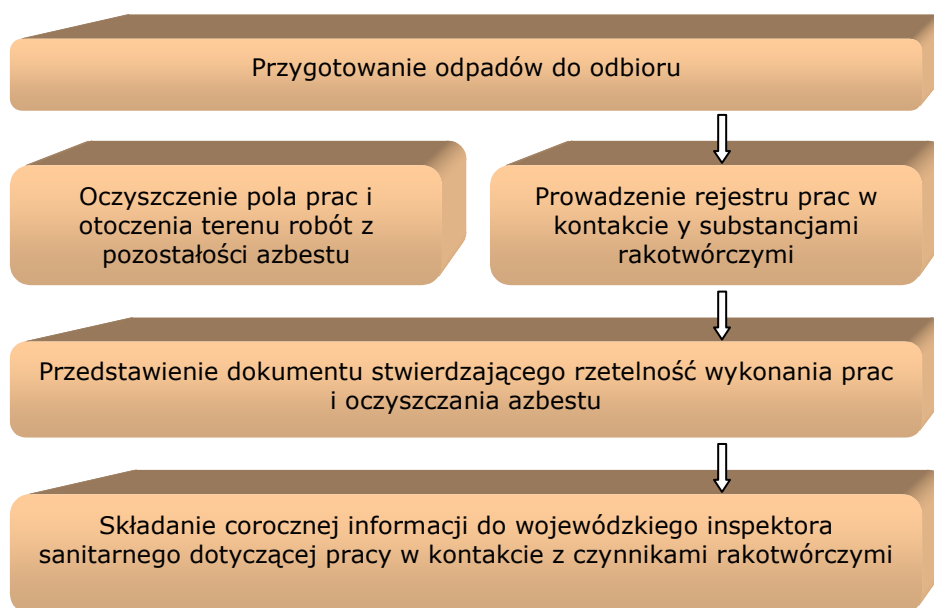 Przygotowanie odpadów do odbioru
Oczyszczenie pola prac i
otoczenia terenu robót z
pozostałości azbestu
Prowadzenie rejestru prac w
kontakcie y substancjami
rakotwórczymi
Przedstawienie dokumentu stwierdzającego rzetelność wykonania prac
i oczyszczania azbestu
Składanie corocznej informacji do wojewódzkiego inspektora
sanitarnego dotyczącej pracy w kontakcie z czynnikami rakotwórczymi